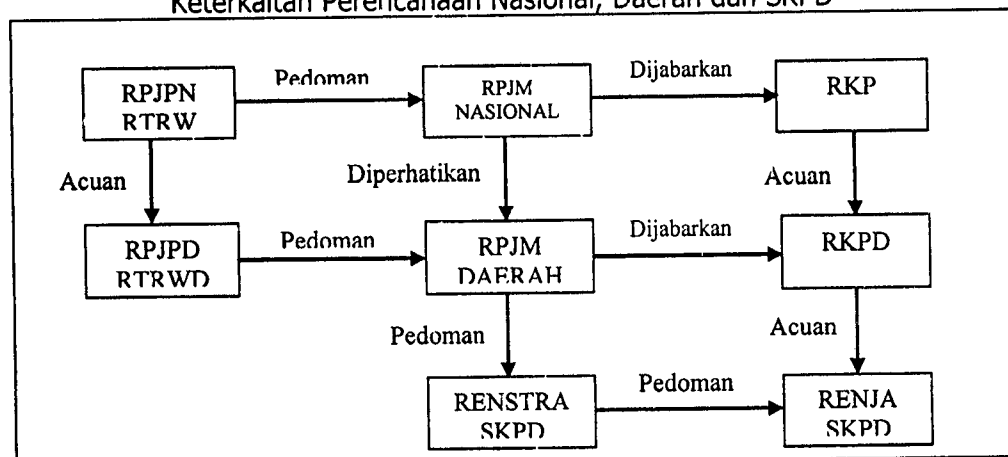 Keterkaitan Perencanaan Nasional, Daerah dan SKPD
RPJPN
RTRW
Pedoman
RPJM
NASIONAL
Dijabarkan
RKP
Acuan
Diperhatikan
Acuan
RPJPD
RTRWD
Pedoman
RPJM
DAERAH
Dijabarkan
RKPD
Pedoman
Acuan
RENSTRA
SKPD
Pedoman
RENJA
SKPD